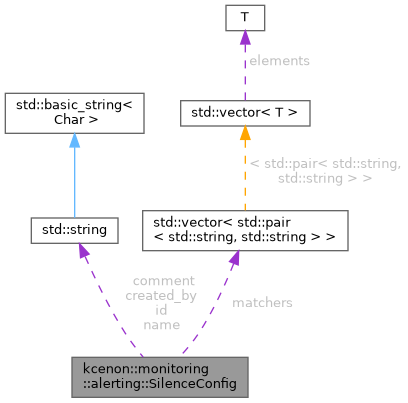 T
elements
std::basic_string<
Char >
std::vector< T >
< std::pair< std::string,
std::string > >
std::string
std::vector< std::pair
< std::string, std::string > >
comment
created_by
id
name
matchers
kcenon::monitoring
::alerting::SilenceConfig